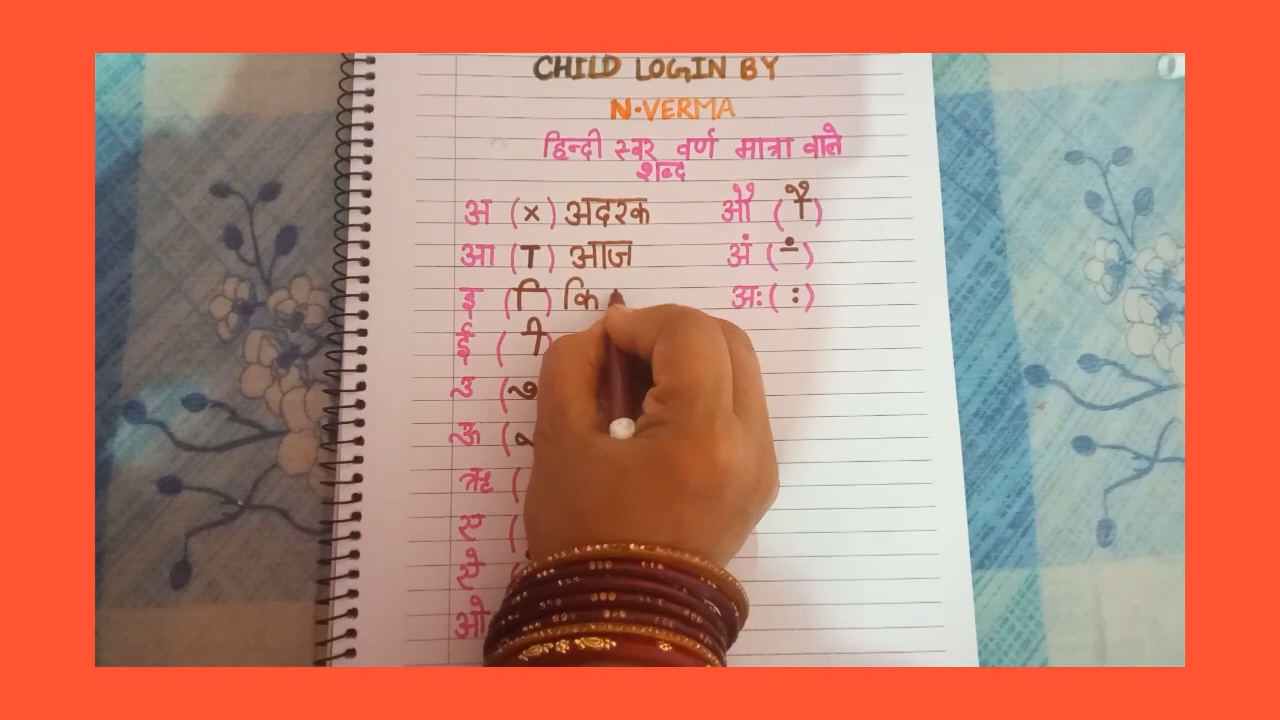 CHILD LOGIN BY
N.VERMA
हिन्दी स्वर वर्ण मात्रा वाले
शब्द
अ (×) अदरक
आ (ा) आज
इ (ि) कि
ई ( ी)
उ (
ऊ (
ऋ (
ए (
ऐ (
ओ
औ (ौ)
अं (ं)
अः (ः)